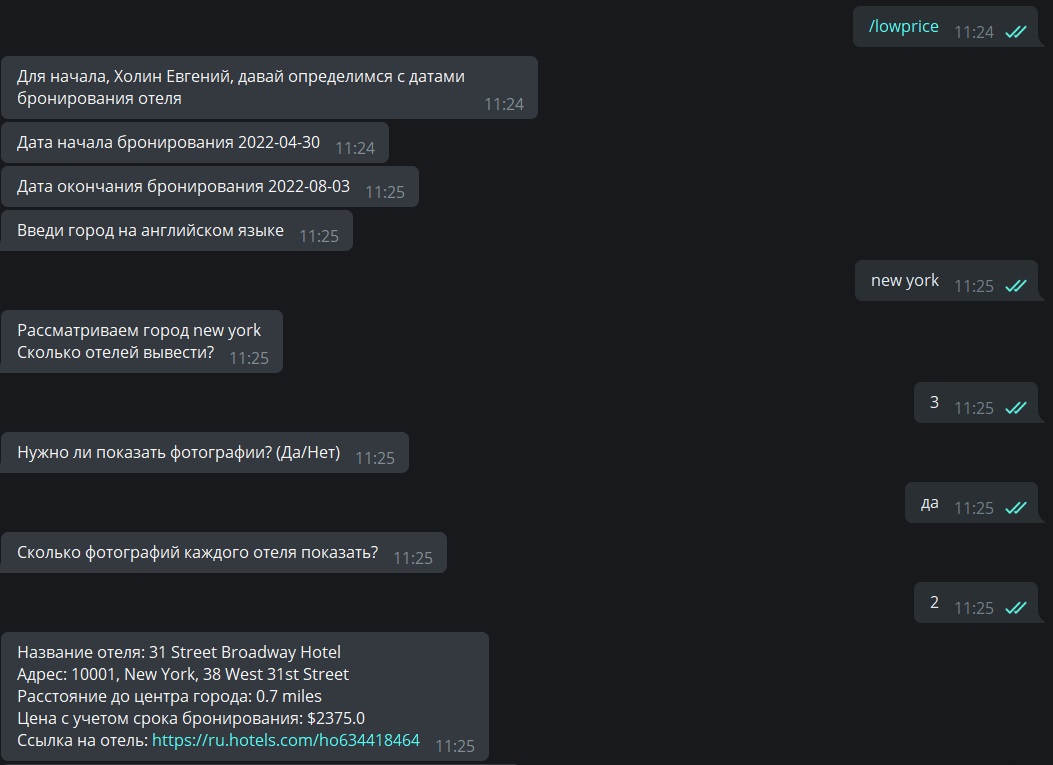 /lowprice 11:24
Для начала, Холин Евгений, давай определимся с датами
бронирования отеля 11:24
Дата начала бронирования 2022-04-30 11:24
Дата окончания бронирования 2022-08-03 11:25
Введи город на английском языке 11:25
new york 11:25
Рассматриваем город new york
Сколько отелей вывести? 11:25
3 11:25
Нужно ли показать фотографии? (Да/Нет) 11:25
да 11:25
Сколько фотографий каждого отеля показать? 11:25
2 11:25
Название отеля: 31 Street Broadway Hotel
Адрес: 10001, New York, 38 West 31st Street
Расстояние до центра города: 0.7 miles
Цена с учетом срока бронирования: $2375.0
Ссылка на отель: https://ru.hotels.com/ho634418464 11:25